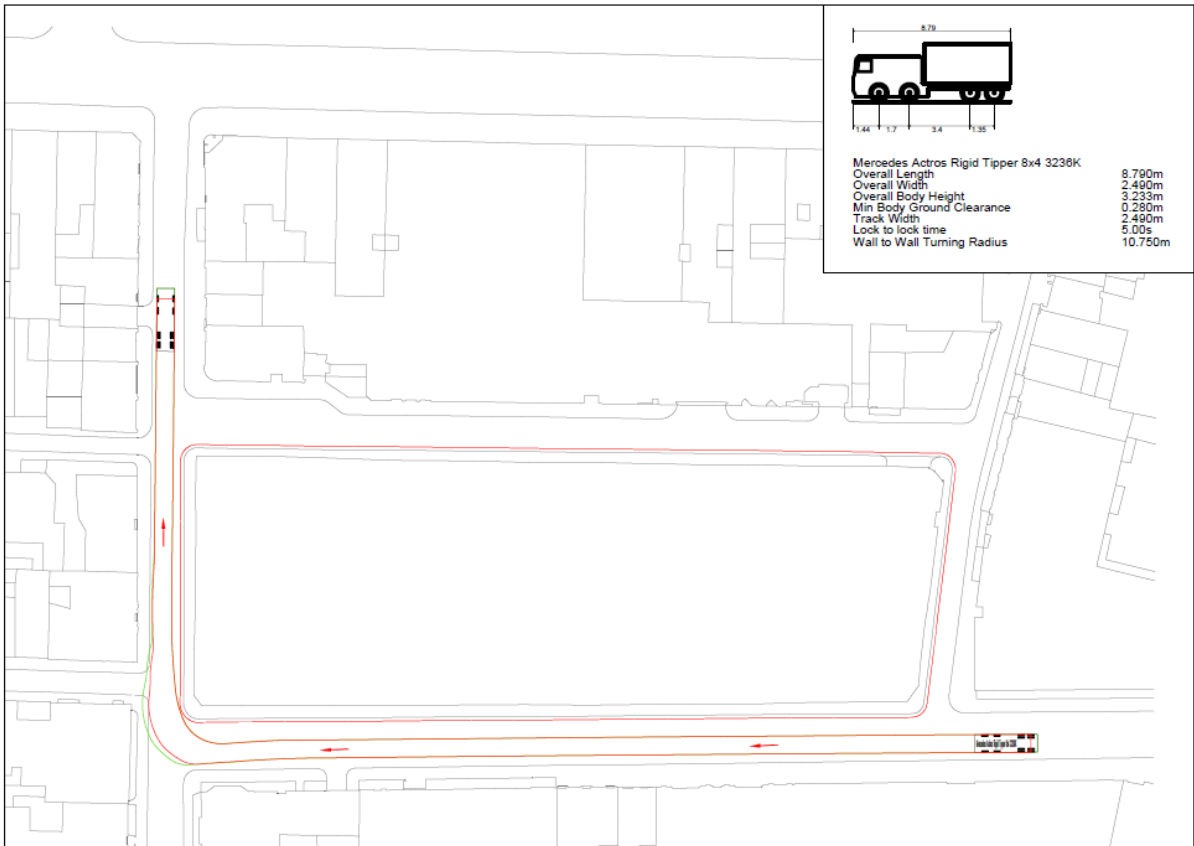 8.79
1.44 1.7 3.4 1.35
Mercedes Actros Rigid Tipper 8x4 3236K
Overall Length 8.790m
Overall Width 2.490m
Overall Body Height 3.233m
Min Body Ground Clearance 0.280m
Track Width 2.490m
Lock to lock time 5.00s
Wall to Wall Turning Radius 10.750m